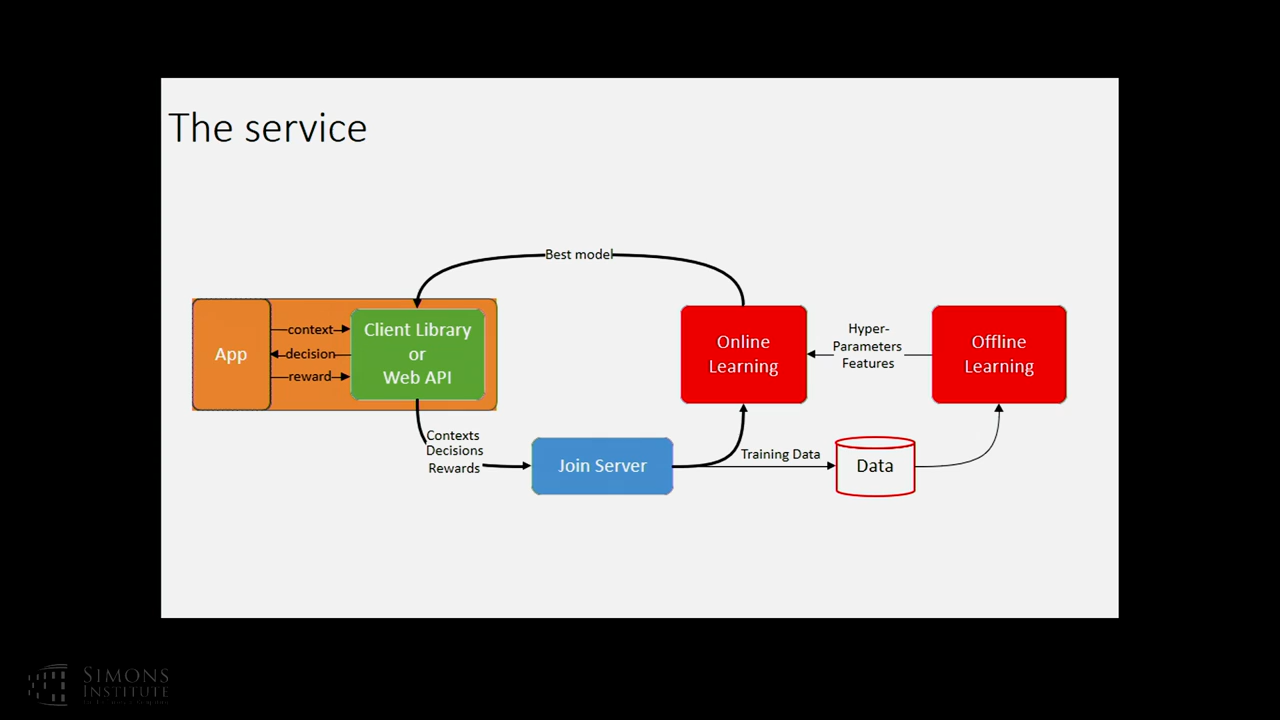 The service
Best model
App
context
decision
reward
Client Library
or
Web API
Online
Learning
Hyper-
Parameters
Features
Offline
Learning
Contexts
Decisions
Rewards
Join Server
Training Data
Data
SIMONS
INSTITUTE